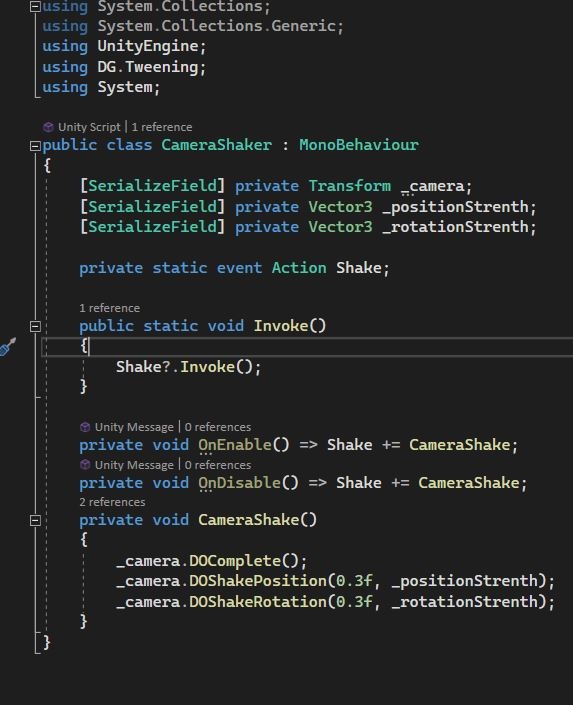 using System.Collections;
using System.Collections.Generic;
using UnityEngine;
using DG.Tweening;
using System;
Unity Script | 1 reference
public class CameraShaker : MonoBehaviour
{
[SerializeField] private Transform _camera;
[SerializeField] private Vector3 _positionStrenth;
[SerializeField] private Vector3 _rotationStrenth;
private static event Action Shake;
1 reference
public static void Invoke()
{
Shake?.Invoke();
}
Unity Message | 0 references
private void OnEnable() => Shake += CameraShake;
Unity Message | 0 references
private void OnDisable() => Shake += CameraShake;
2 references
private void CameraShake()
{
_camera.DOComplete();
_camera.DOShakePosition(0.3f, _positionStrenth);
_camera.DOShakeRotation(0.3f, _rotationStrenth);
}
}